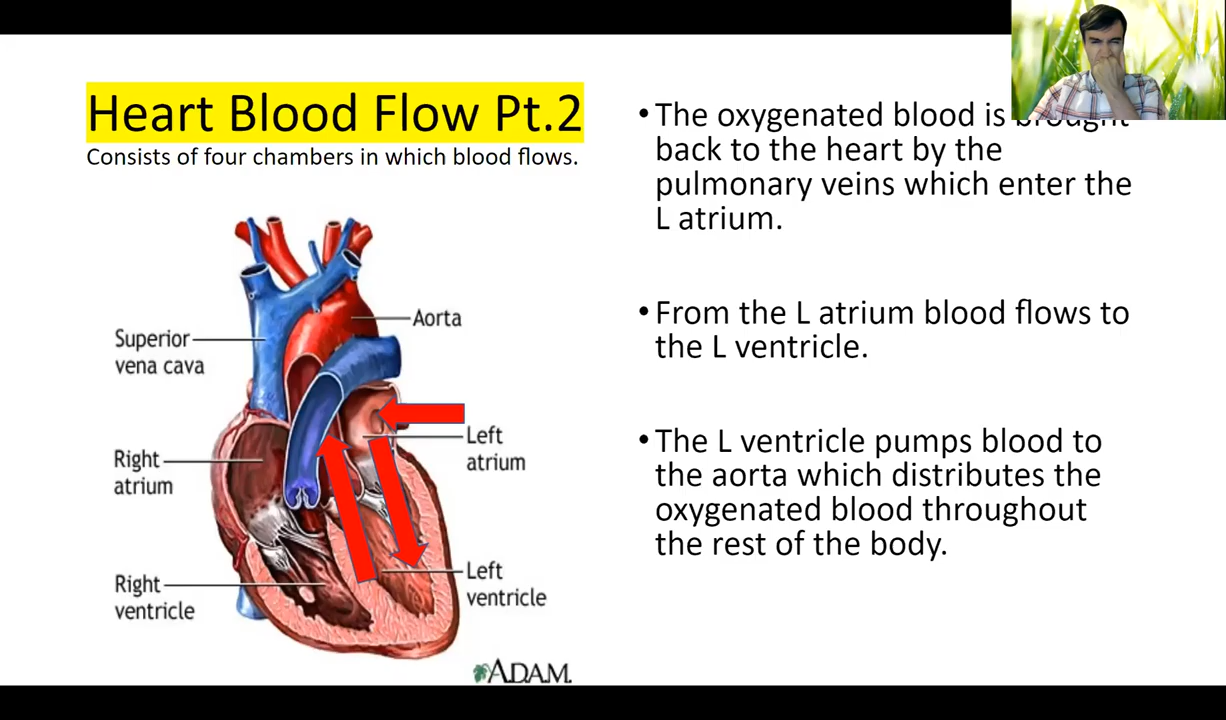 Heart Blood Flow Pt.2
Consists of four chambers in which blood flows.
Aorta
Superior
vena cava
Left
atrium
Right
atrium
Left
ventricle
Right
ventricle
A.D.A.M.
•The oxygenated blood is brought
back to the heart by the
pulmonary veins which enter the
L atrium.
•From the L atrium blood flows to
the L ventricle.
•The L ventricle pumps blood to
the aorta which distributes the
oxygenated blood throughout
the rest of the body.